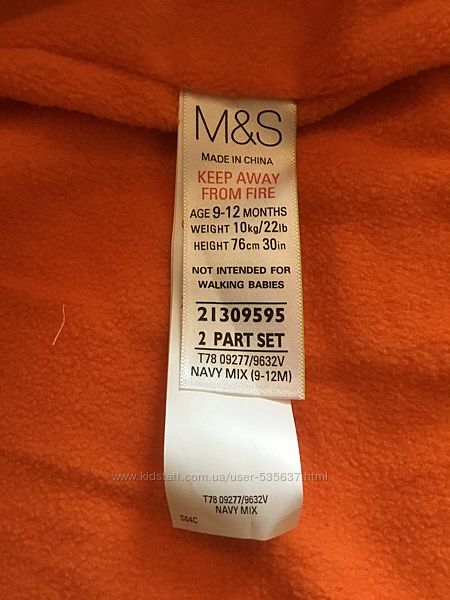 M&S
MADE IN CHINA
KEEP AWAY
FROM FIRE
AGE 9-12 MONTHS
WEIGHT 10kg/22lb
HEIGHT 76cm 30in
NOT INTENDED FOR
WALKING BABIES
21309595
2 PART SET
T78 09277/9632V
NAVY MIX (9-12M)
www.kidstaff.com.ua/user-535637.html
T78 09277/9632V
NAVY MIX
S64C